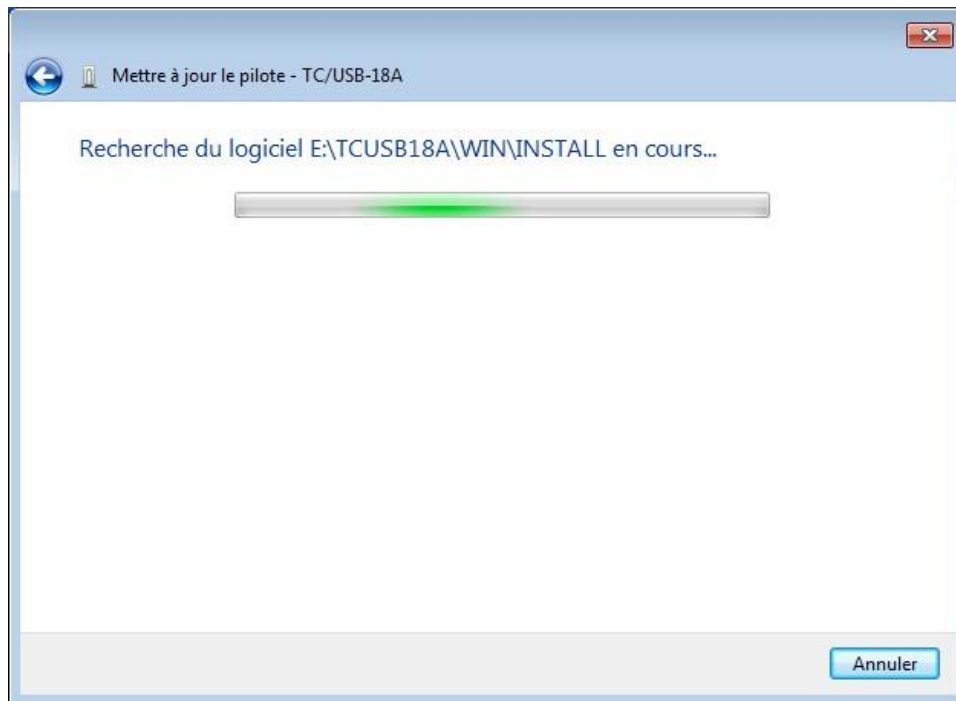 Mettre à jour le pilote - TC/USB-18A
Recherche du logiciel E:\TCUSB18A\WIN\INSTALL en cours...
Annuler